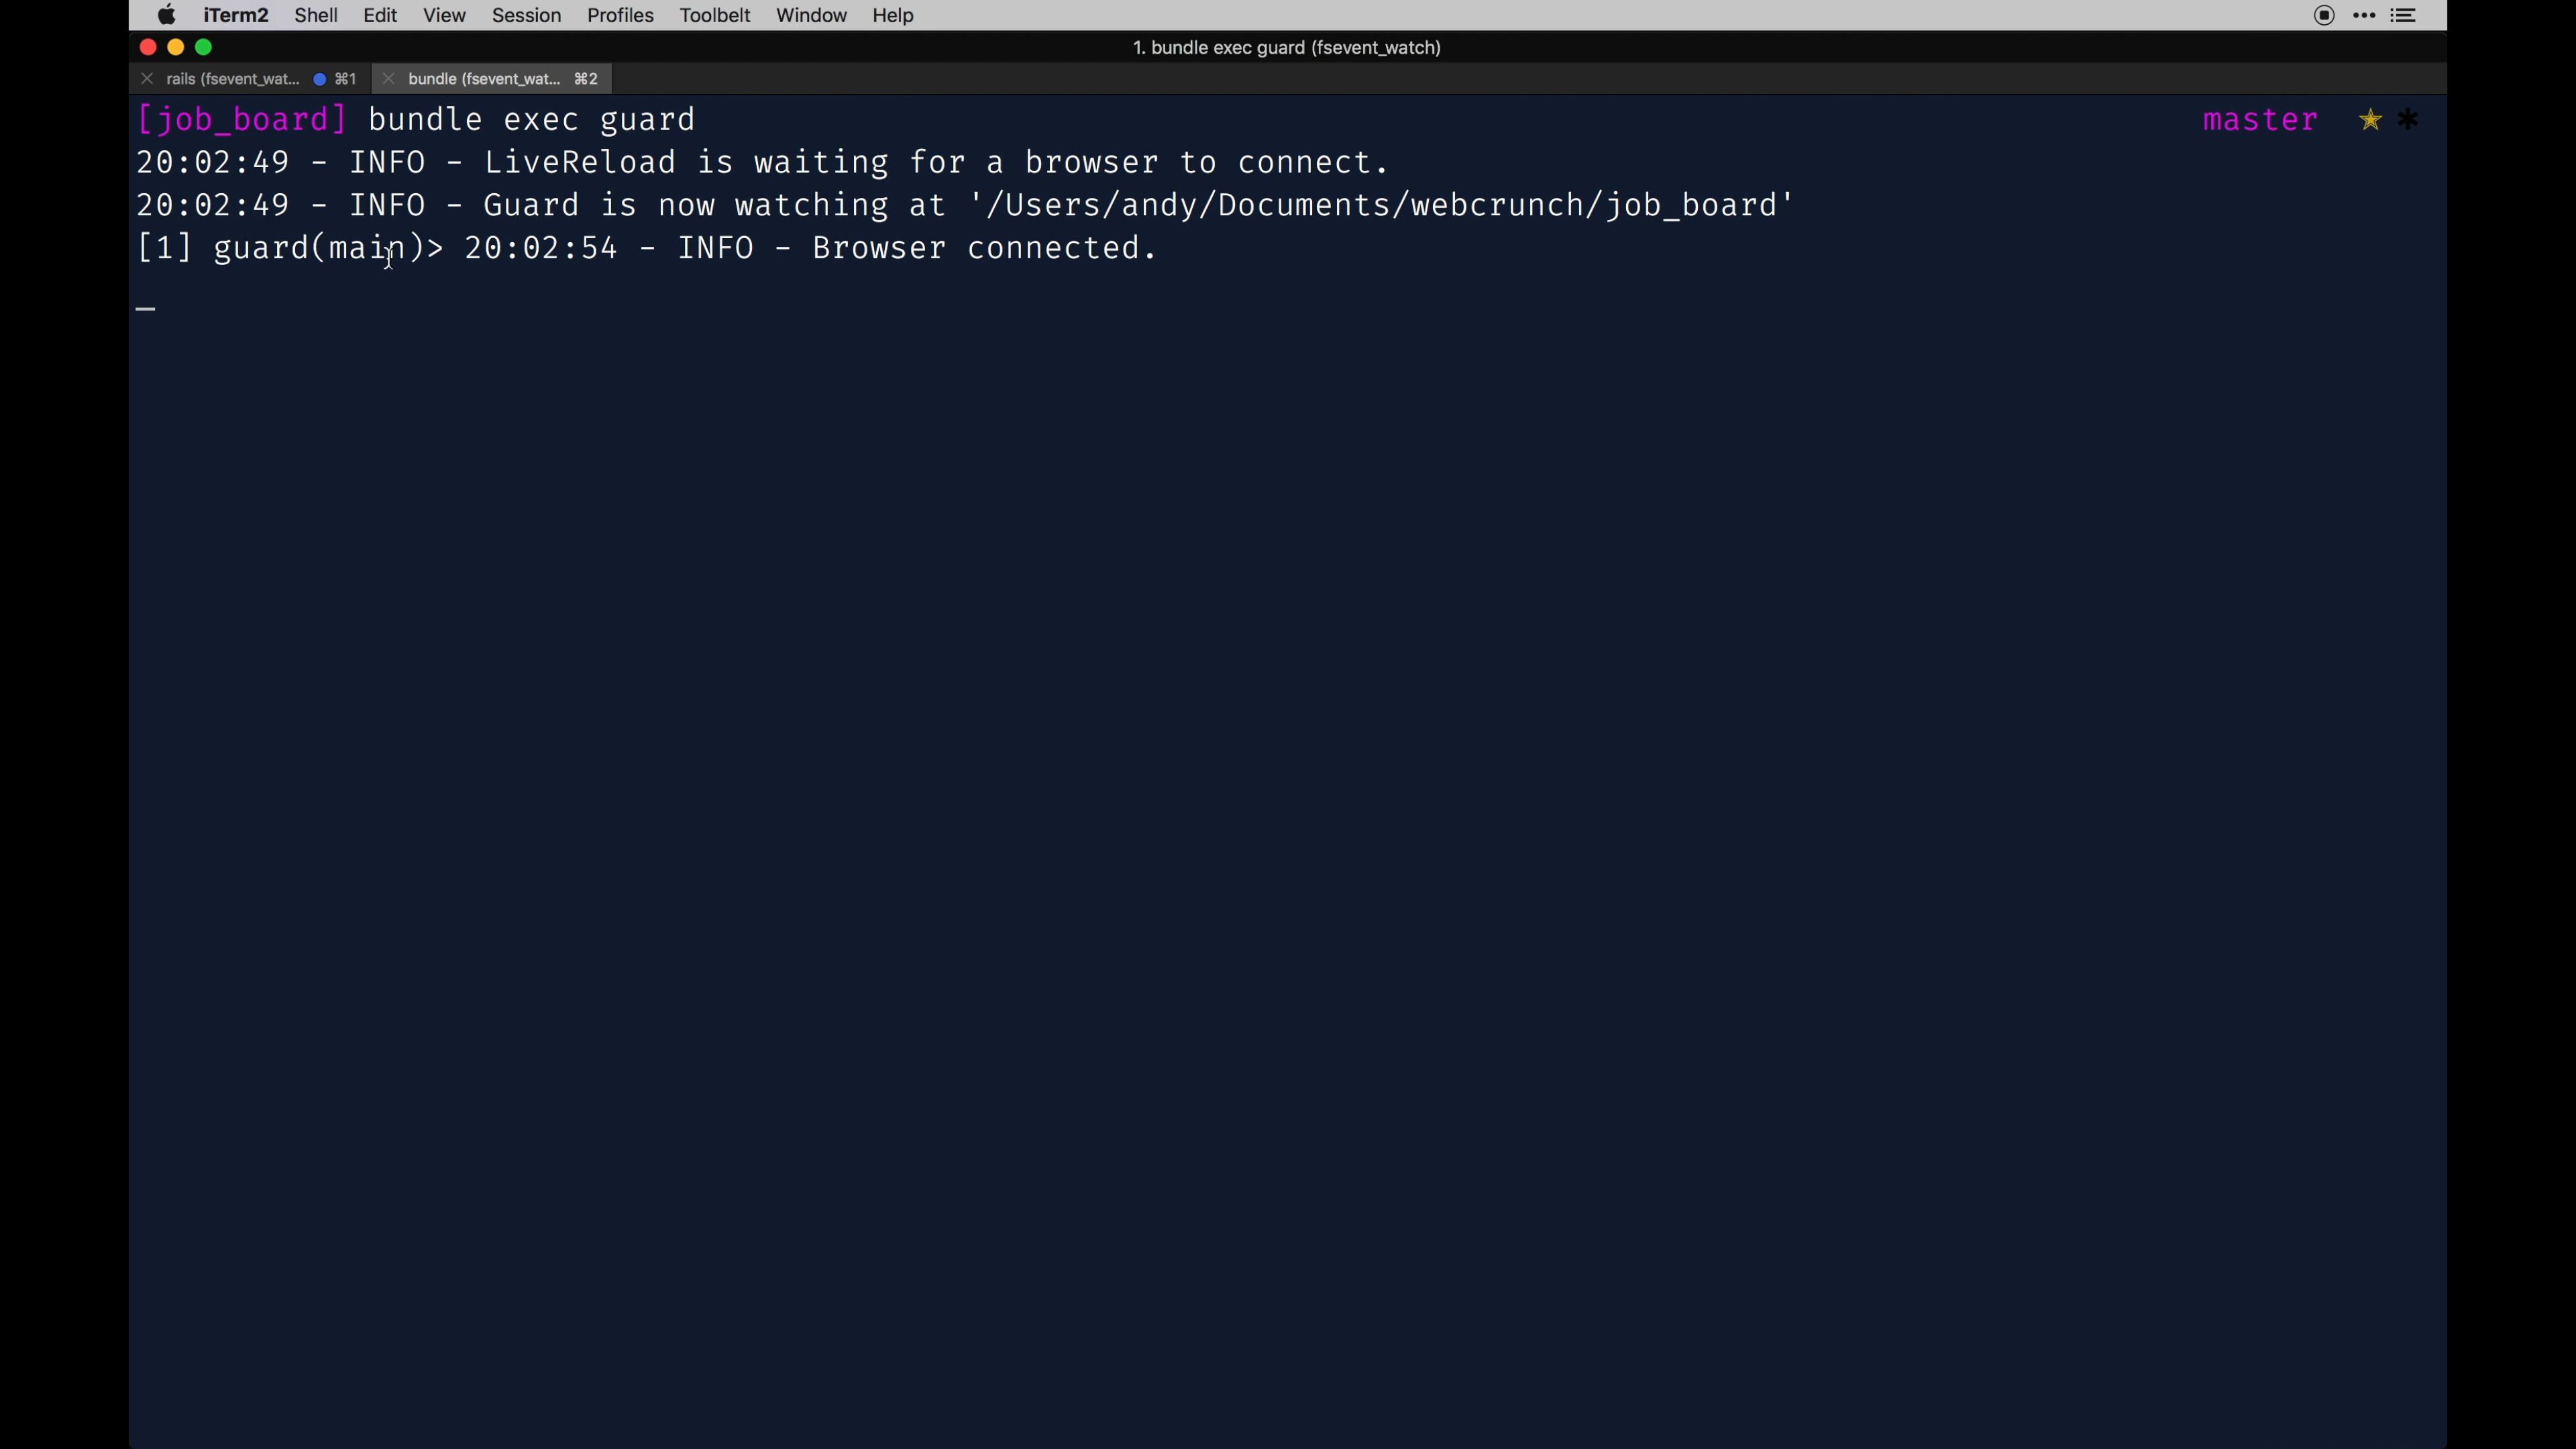 iTerm2 Shell Edit View Session Profiles Toolbelt Window Help
1. bundle exec guard (fsevent_watch)
rails (fsevent_wat... ⌘1 bundle (fsevent_wat... ⌘2
[job_board] bundle exec guard master ★ ✱
20:02:49 - INFO - LiveReload is waiting for a browser to connect.
20:02:49 - INFO - Guard is now watching at '/Users/andy/Documents/webcrunch/job_board'
[1] guard(main)> 20:02:54 - INFO - Browser connected.